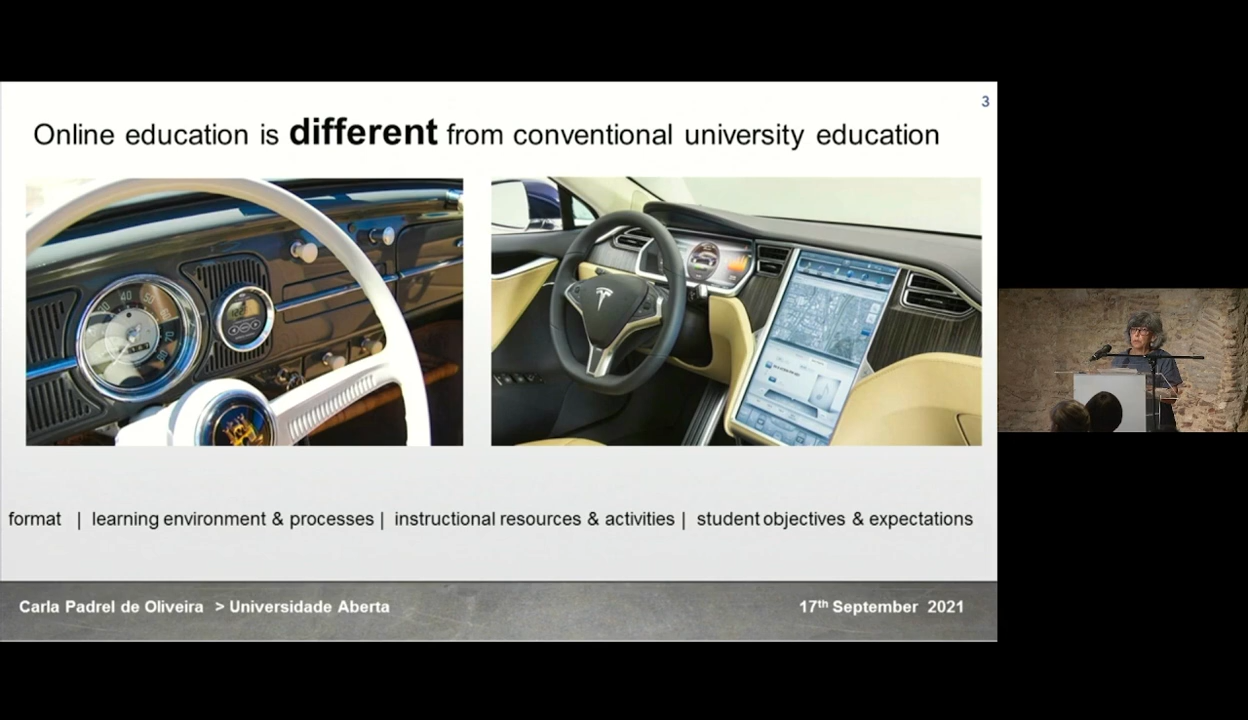 3
Online education is different from conventional university education
format | learning environment & processes | instructional resources & activities | student objectives & expectations
Carla Padrel de Oliveira > Universidade Aberta
17th September 2021